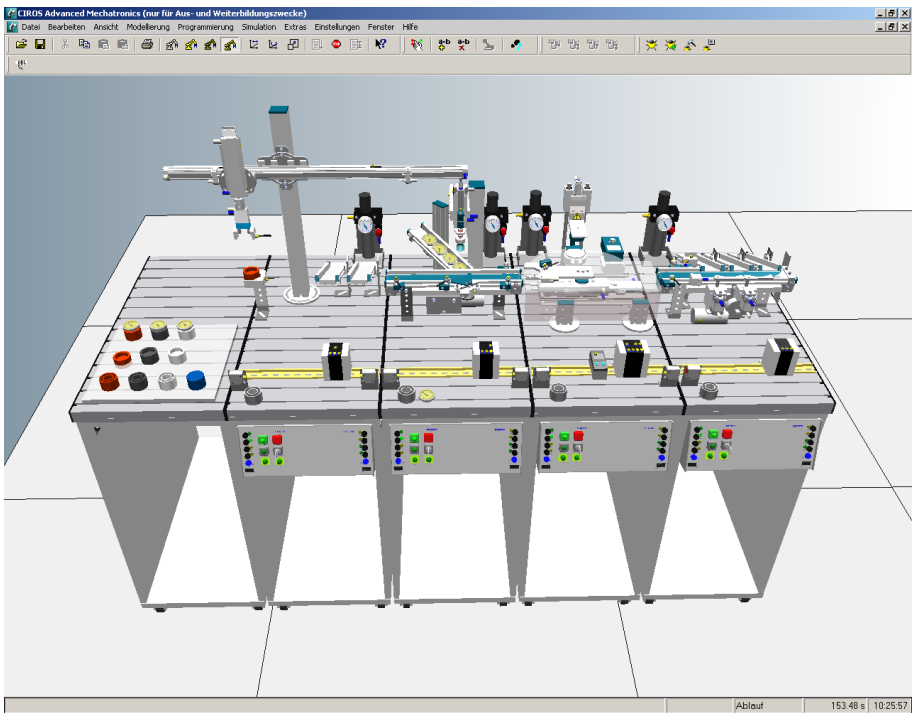 CIROS Advanced Mechatronics (nur für Aus- und Weiterbildungszwecke)
Datei Bearbeiten Ansicht Modellierung Programmierung Simulation Extras Einstellungen Fenster Hilfe
Ablauf 153.48 s 10:25:57